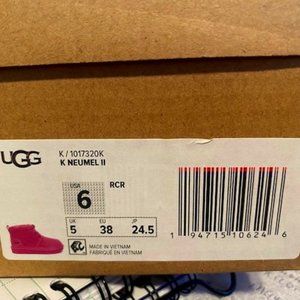 UGG
K / 1017320K
K NEUMEL II
USA
6
RCR
UK EU JP
5 38 24.5
MADE IN VIETNAM
FABRIQUÉ EN VIETNAM
1 94715 10624 6